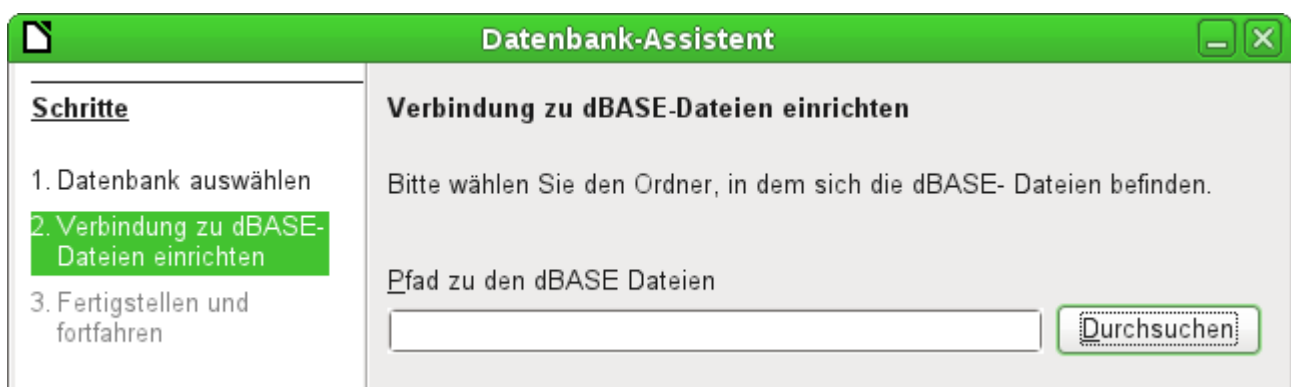 Datenbank-Assistent
Schritte
1. Datenbank auswählen
2. Verbindung zu dBASE-
Dateien einrichten
3. Fertigstellen und
fortfahren
Verbindung zu dBASE-Dateien einrichten
Bitte wählen Sie den Ordner, in dem sich die dBASE- Dateien befinden.
Pfad zu den dBASE Dateien
Durchsuchen